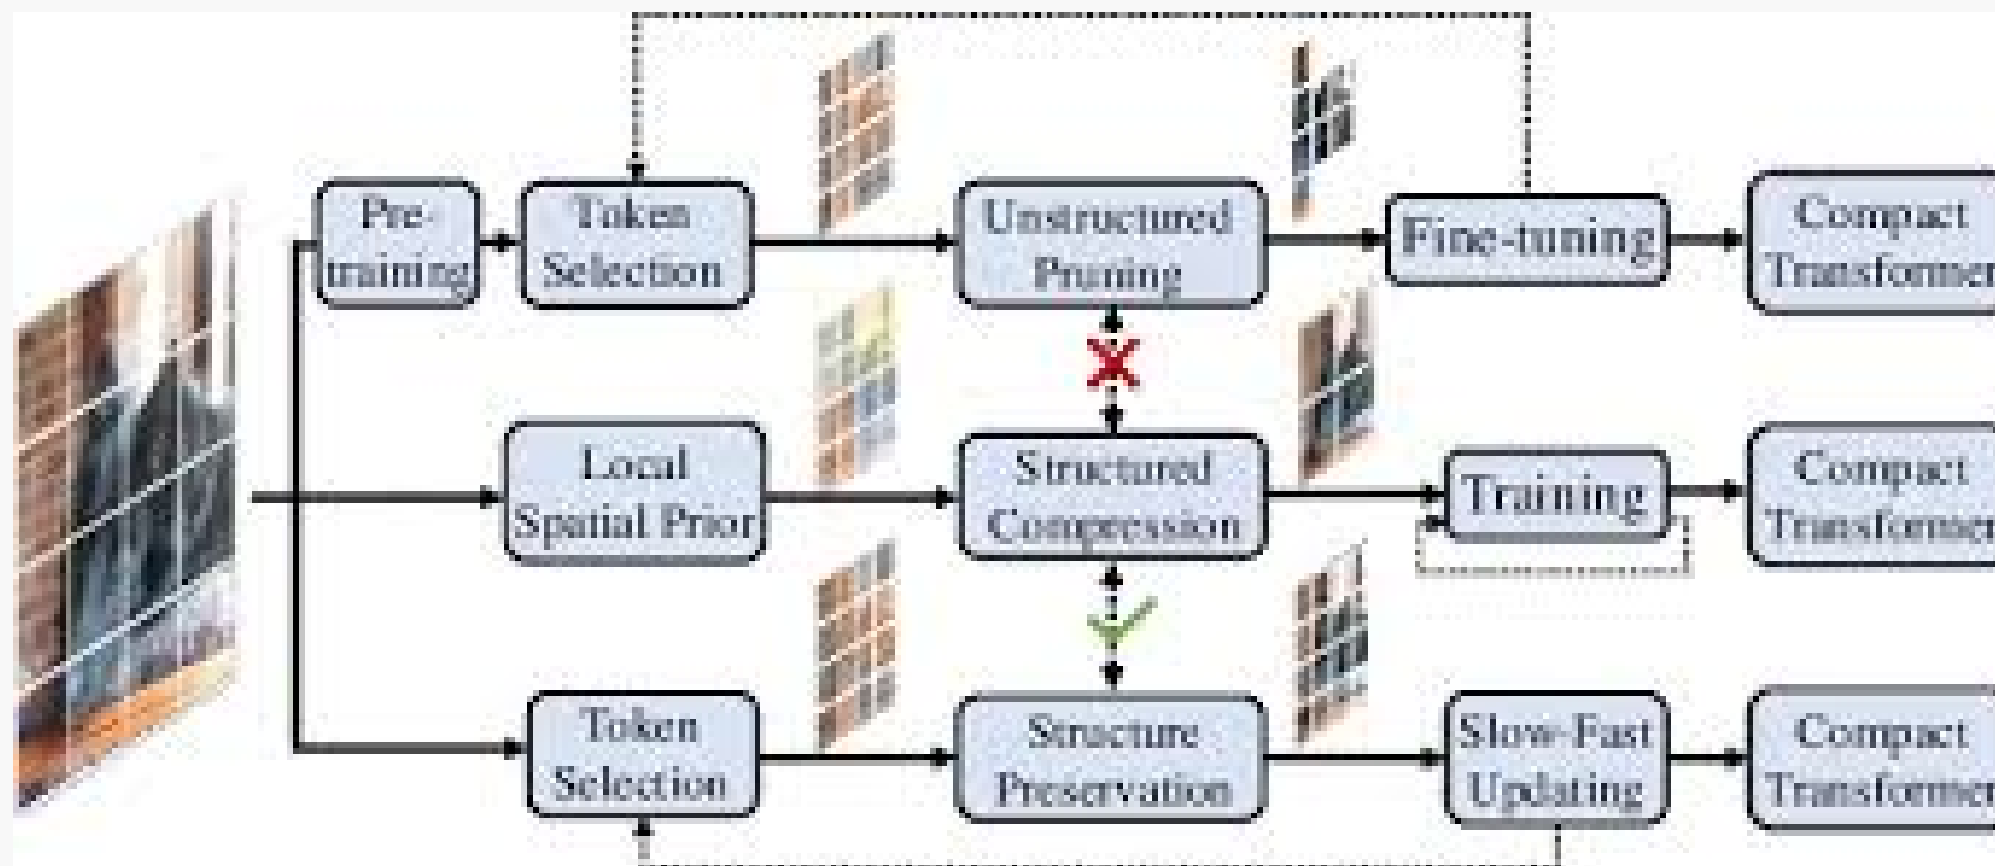 Pre-
training
Token
Selection
Unstructured
Pruning
Fine-tuning
Compact
Transformer
Local
Spatial Prior
Structured
Compression
Training
Compact
Transformer
Token
Selection
Structure
Preservation
Slow-Fast
Updating
Compact
Transformer